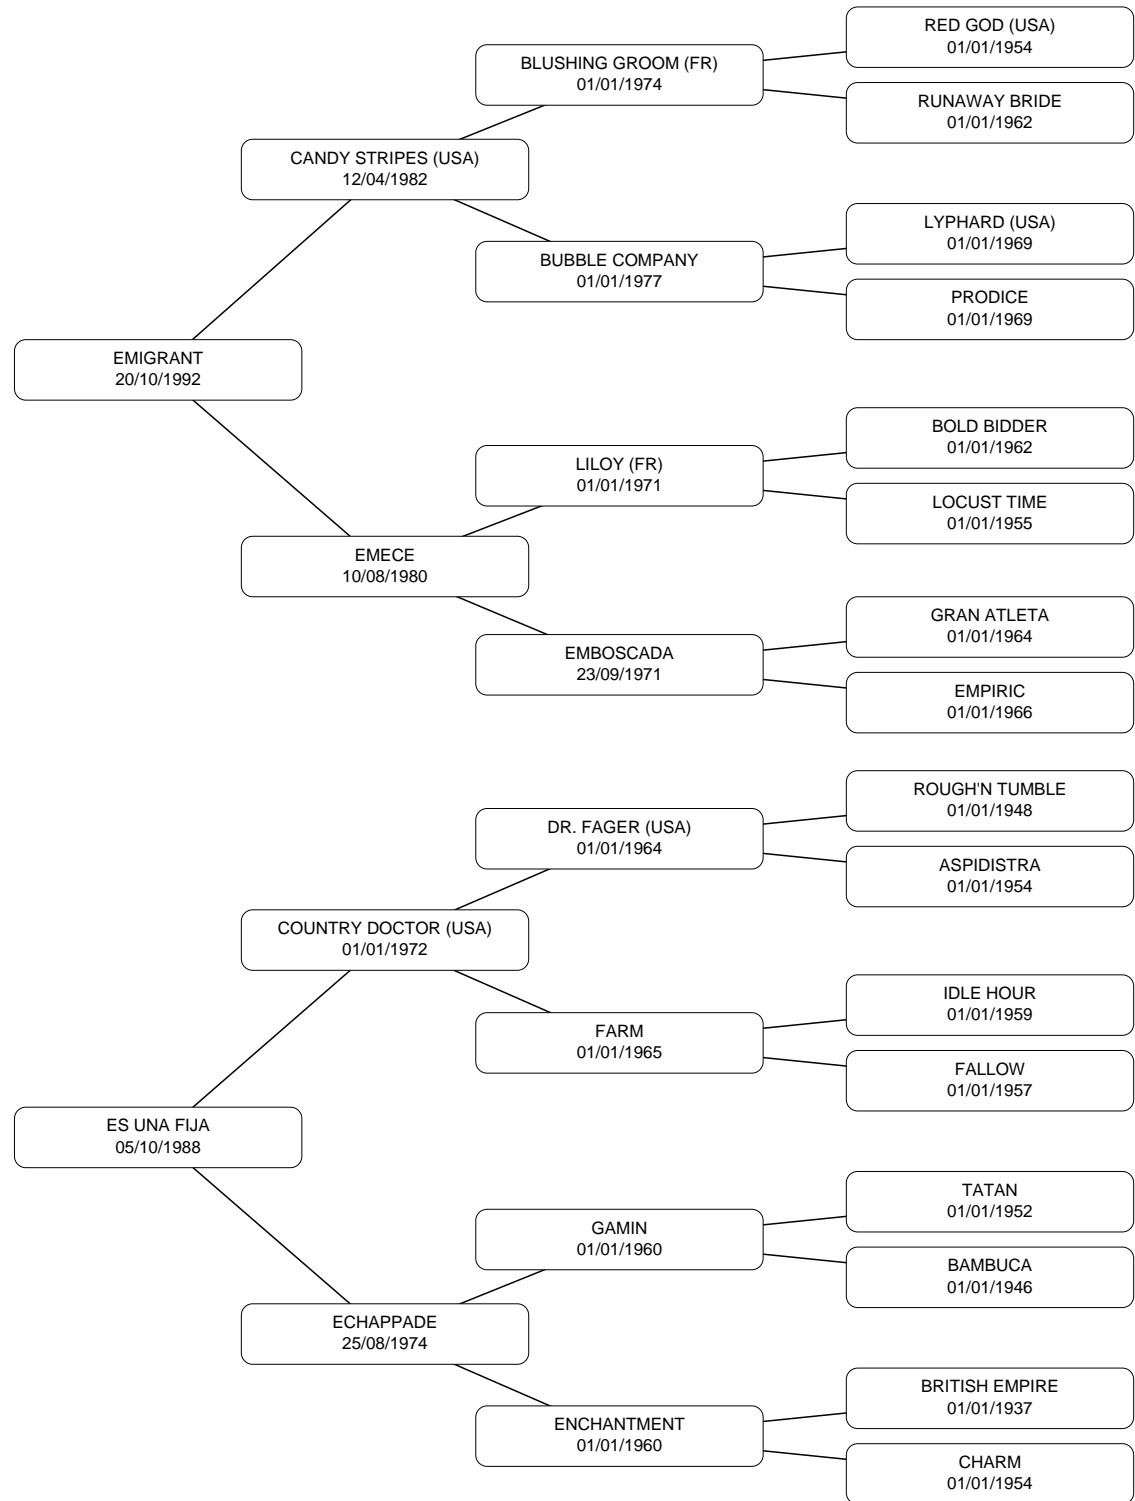 RED GOD (USA)
01/01/1954
BLUSHING GROOM (FR)
01/01/1974
RUNAWAY BRIDE
01/01/1962
CANDY STRIPES (USA)
12/04/1982
LYPHARD (USA)
01/01/1969
BUBBLE COMPANY
01/01/1977
PRODICE
01/01/1969
EMIGRANT
20/10/1992
BOLD BIDDER
01/01/1962
LILOY (FR)
01/01/1971
LOCUST TIME
01/01/1955
EMECE
10/08/1980
GRAN ATLETA
01/01/1964
EMBOSCADA
23/09/1971
EMPIRIC
01/01/1966
ROUGH'N TUMBLE
01/01/1948
DR. FAGER (USA)
01/01/1964
ASPIDISTRA
01/01/1954
COUNTRY DOCTOR (USA)
01/01/1972
IDLE HOUR
01/01/1959
FARM
01/01/1965
FALLOW
01/01/1957
ES UNA FIJA
05/10/1988
TATAN
01/01/1952
GAMIN
01/01/1960
BAMBUCA
01/01/1946
ECHAPPADE
25/08/1974
BRITISH EMPIRE
01/01/1937
ENCHANTMENT
01/01/1960
CHARM
01/01/1954